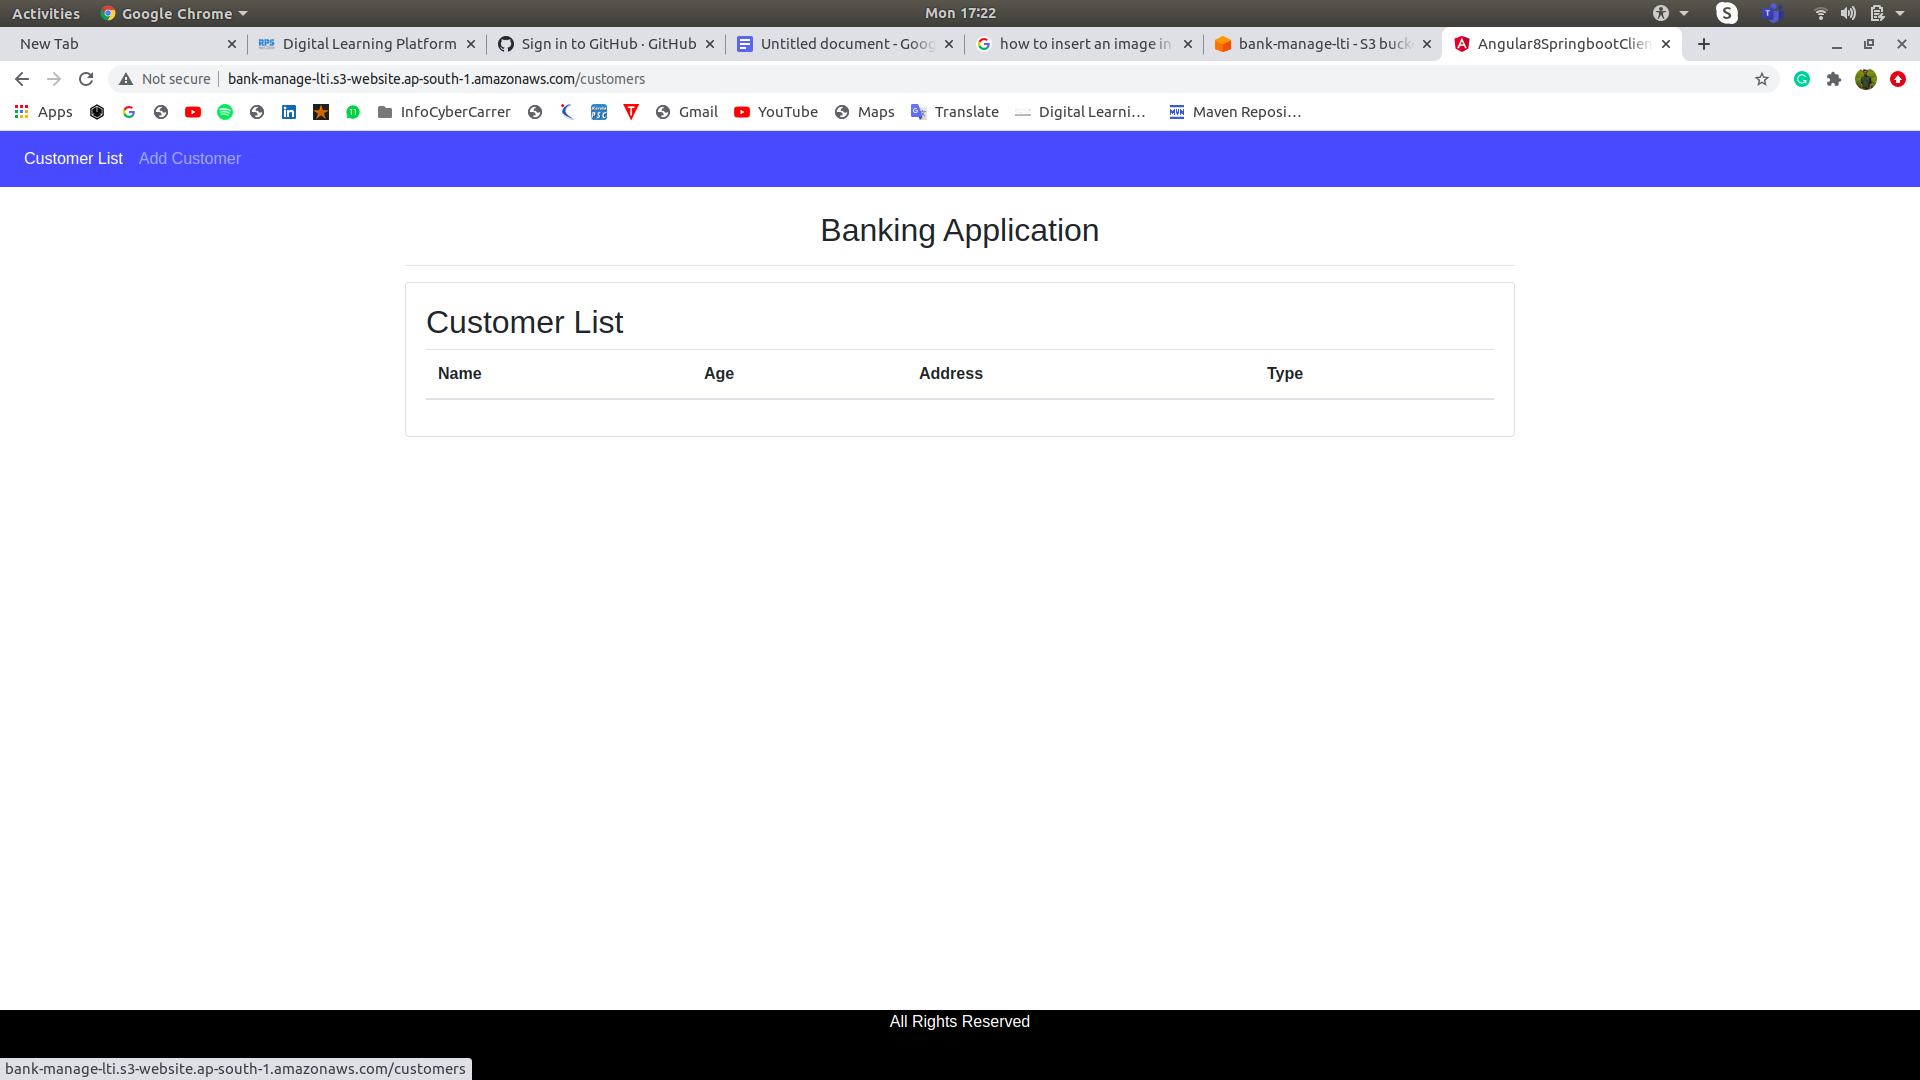 Activities Google Chrome Mon 17:22
New Tab Digital Learning Platform Sign in to GitHub · GitHub Untitled document - Goog how to insert an image in bank-manage-lti - S3 buck Angular8SpringbootClien
Not secure bank-manage-lti.s3-website.ap-south-1.amazonaws.com/customers
Apps InfoCyberCarrer Gmail YouTube Maps Translate Digital Learni... Maven Reposi...
Customer List Add Customer
Banking Application
Customer List
Name Age Address Type
All Rights Reserved
bank-manage-lti.s3-website.ap-south-1.amazonaws.com/customers